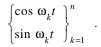 {cos ω_k t
sin ω_k t}_{k=1}^{n} .